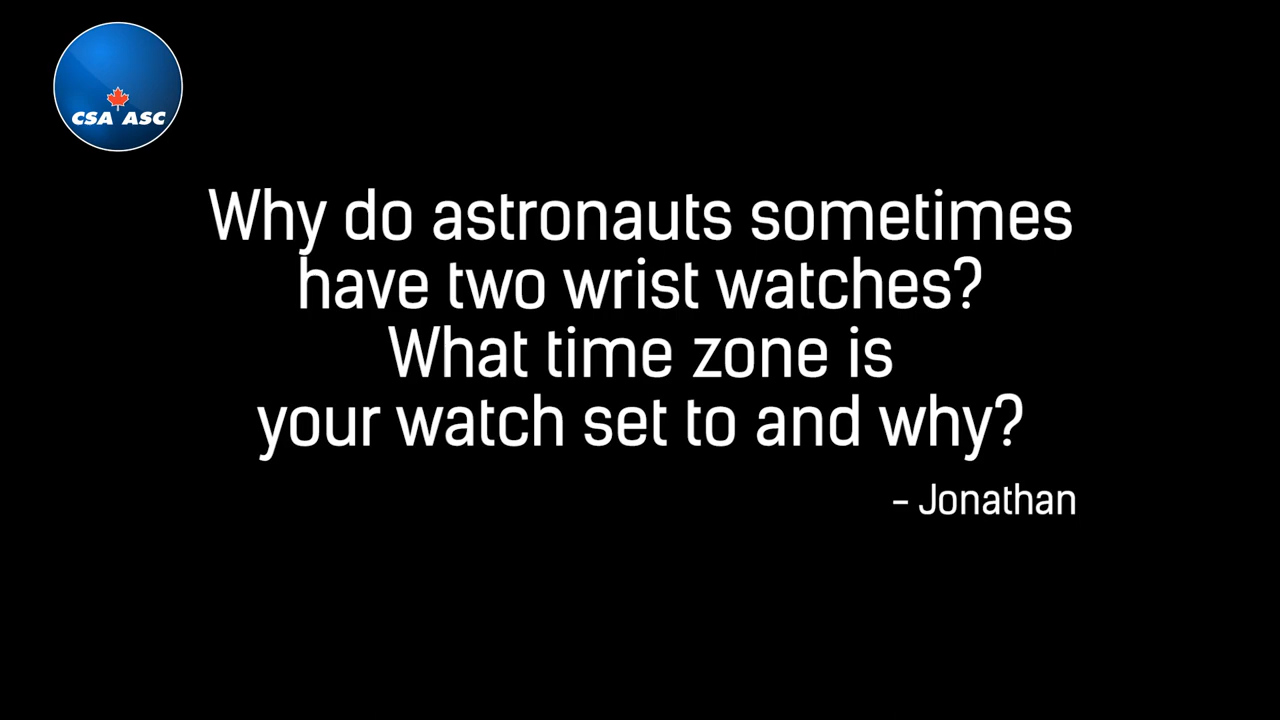 CSA ASC
Why do astronauts sometimes
have two wrist watches?
What time zone is
your watch set to and why?
– Jonathan